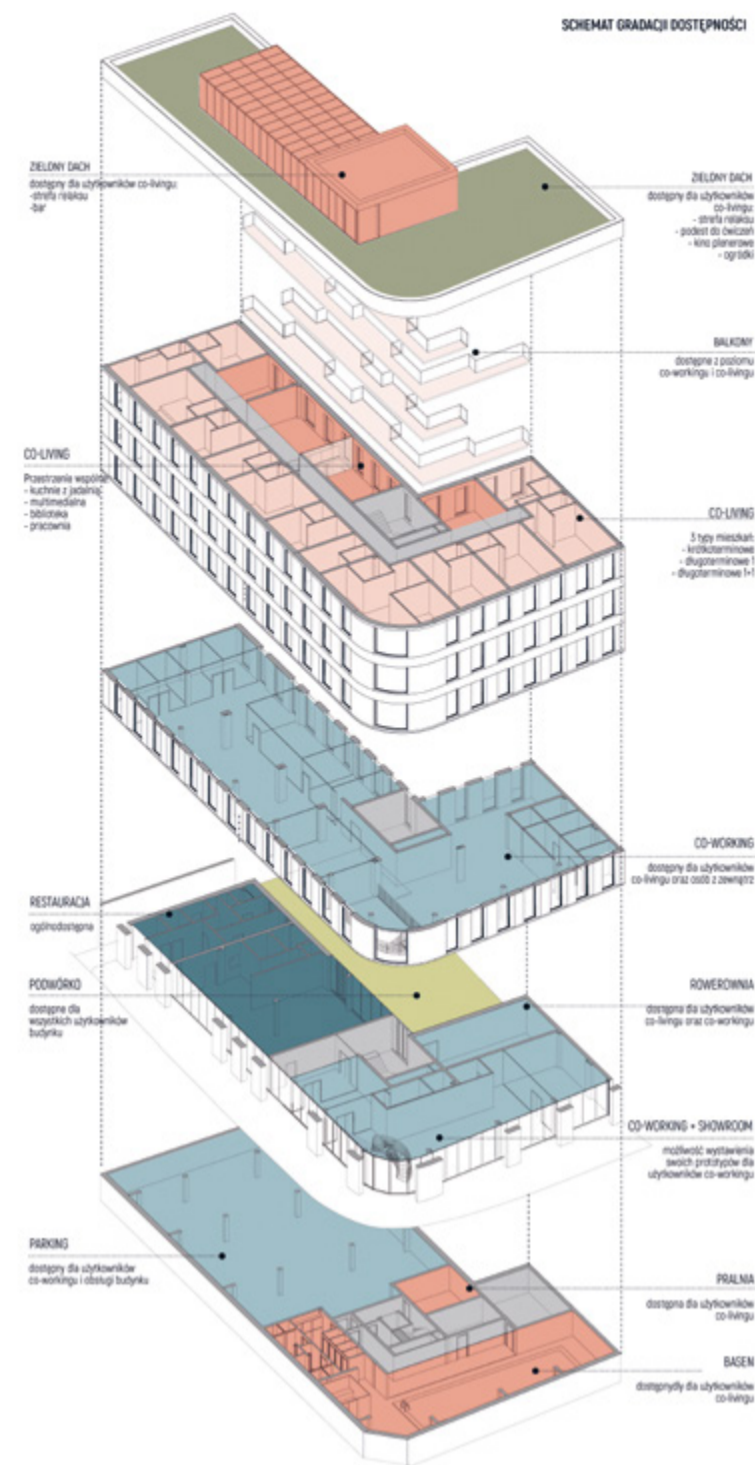 SCHEMAT GRADACJI DOSTĘPNOŚCI
ZIELONY DACH
dostępny dla użytkowników co-livingu:
-strefa relaksu
-bar
ZIELONY DACH
dostępny dla użytkowników
co-livingu:
- strefa relaksu
- podest do ćwiczeń
- kino plenerowe
- ogródki
BALKONY
dostępne z poziomu
co-workingu i co-livingu
CO-LIVING
Przestrzenie wspólne
- kuchnie z jadalnią
- multimedialna
- biblioteka
- pracownia
CO-LIVING
3 typy mieszkań:
- krótkoterminowe
- długoterminowe 1
- długoterminowe 1+1
CO-WORKING
dostępny dla użytkowników
co-livingu oraz osób z zewnątrz
RESTAURACJA
ogólnodostępna
PODWÓRKO
dostępne dla
wszystkich użytkowników
budynku
ROWEROWNIA
dostępna dla użytkowników
co-livingu oraz co-workingu
CO-WORKING + SHOWROOM
możliwość wystawienia
swoich prototypów dla
użytkowników co-workingu
PARKING
dostępny dla użytkowników
co-workingu i obsługi budynku
PRALNIA
dostępna dla użytkowników
co-livingu
BASEN
dostępnydly dla użytkowników
co-livingu